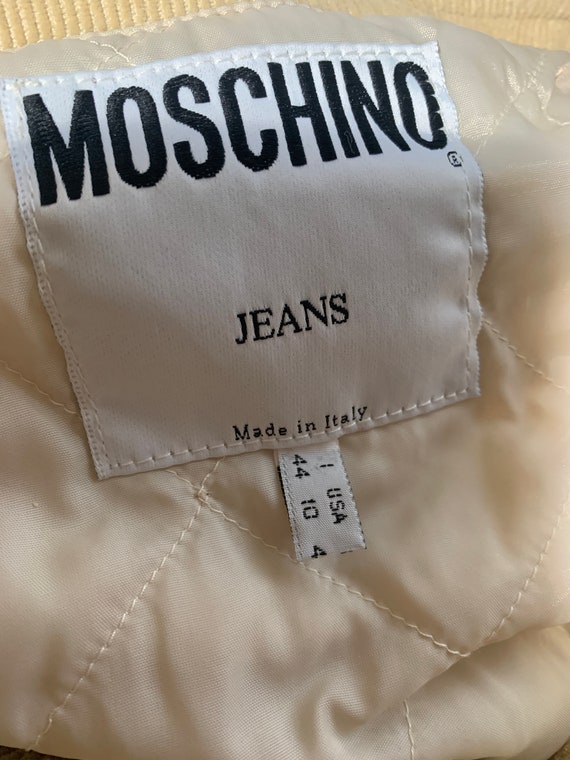 MOSCHINO
®
JEANS
Made in Italy
I USA
44 10 4